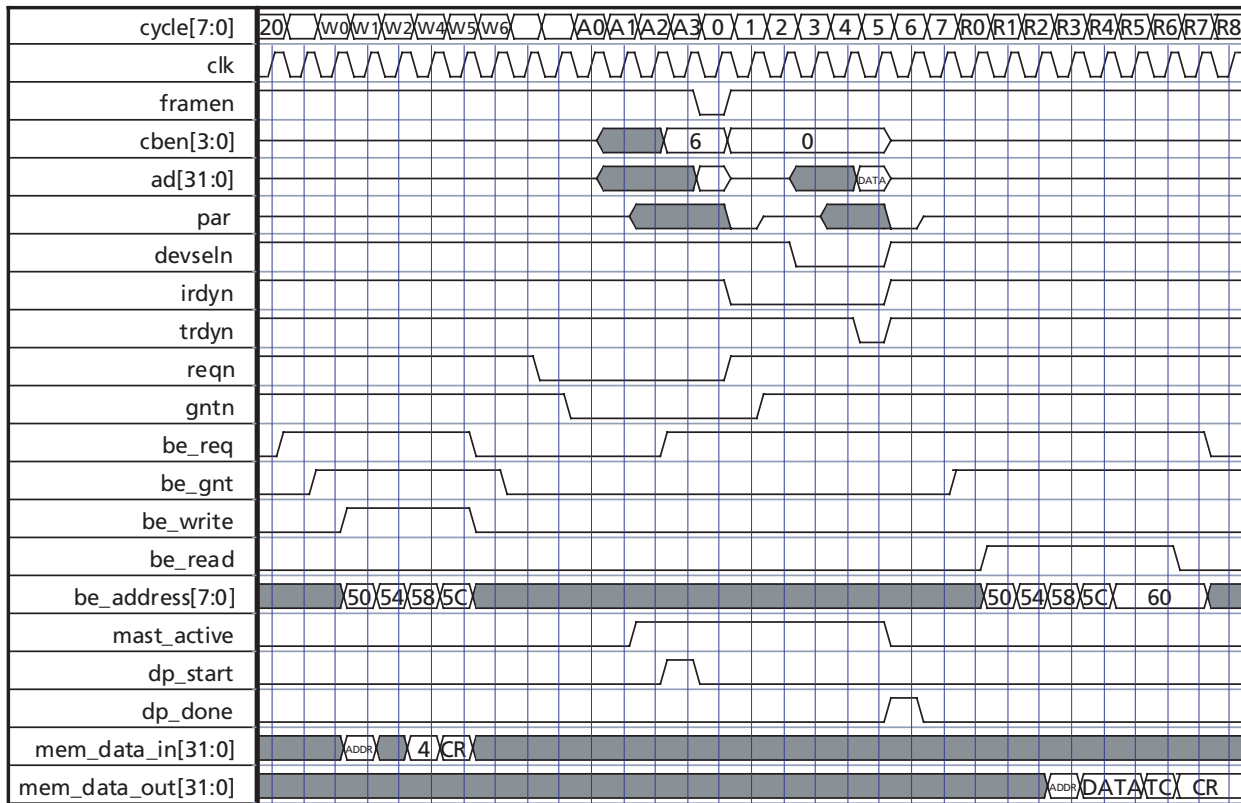 cycle[7:0] 20 W0 W1 W2 W4 W5 W6 A0 A1 A2 A3 0 1 2 3 4 5 6 7 R0 R1 R2 R3 R4 R5 R6 R7 R8
clk
framen
cben[3:0] 6 0
ad[31:0] DATA
par
devseln
irdyn
trdyn
reqn
gntn
be_req
be_gnt
be_write
be_read
be_address[7:0] 50 54 58 5C 50 54 58 5C 60
mast_active
dp_start
dp_done
mem_data_in[31:0] ADDR 4 CR
mem_data_out[31:0] ADDR DATA TC CR